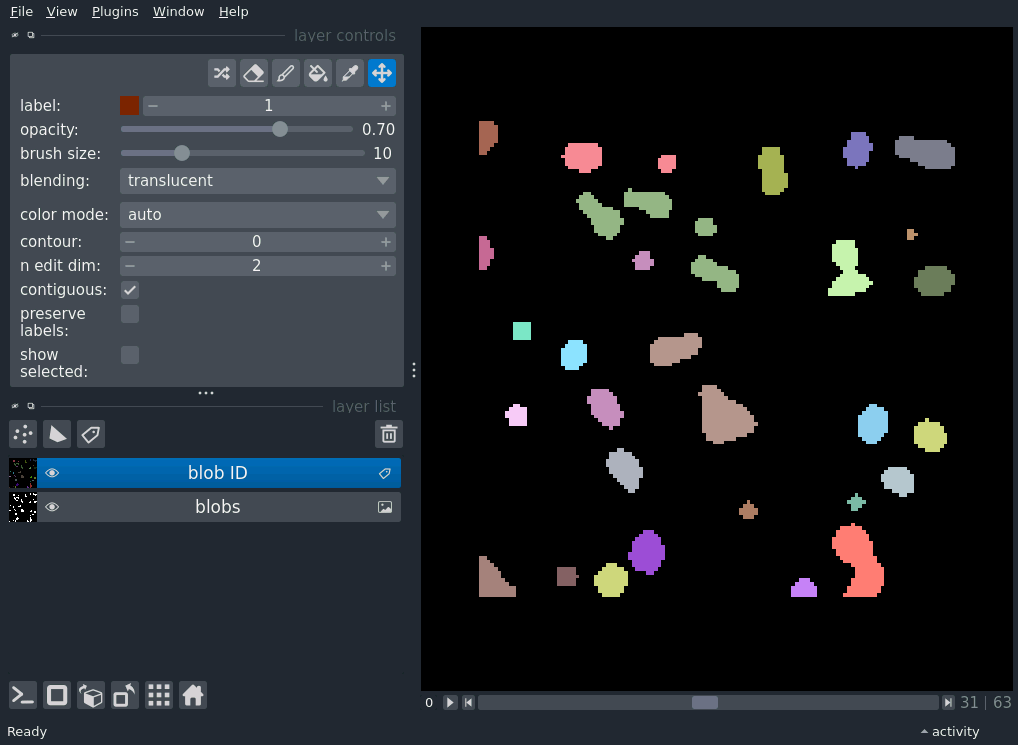 File View Plugins Window Help
layer controls
label: 1
opacity: 0.70
brush size: 10
blending: translucent
color mode: auto
contour: 0
n edit dim: 2
contiguous:
preserve
labels:
show
selected:
layer list
blob ID
blobs
0 31 | 63
Ready activity